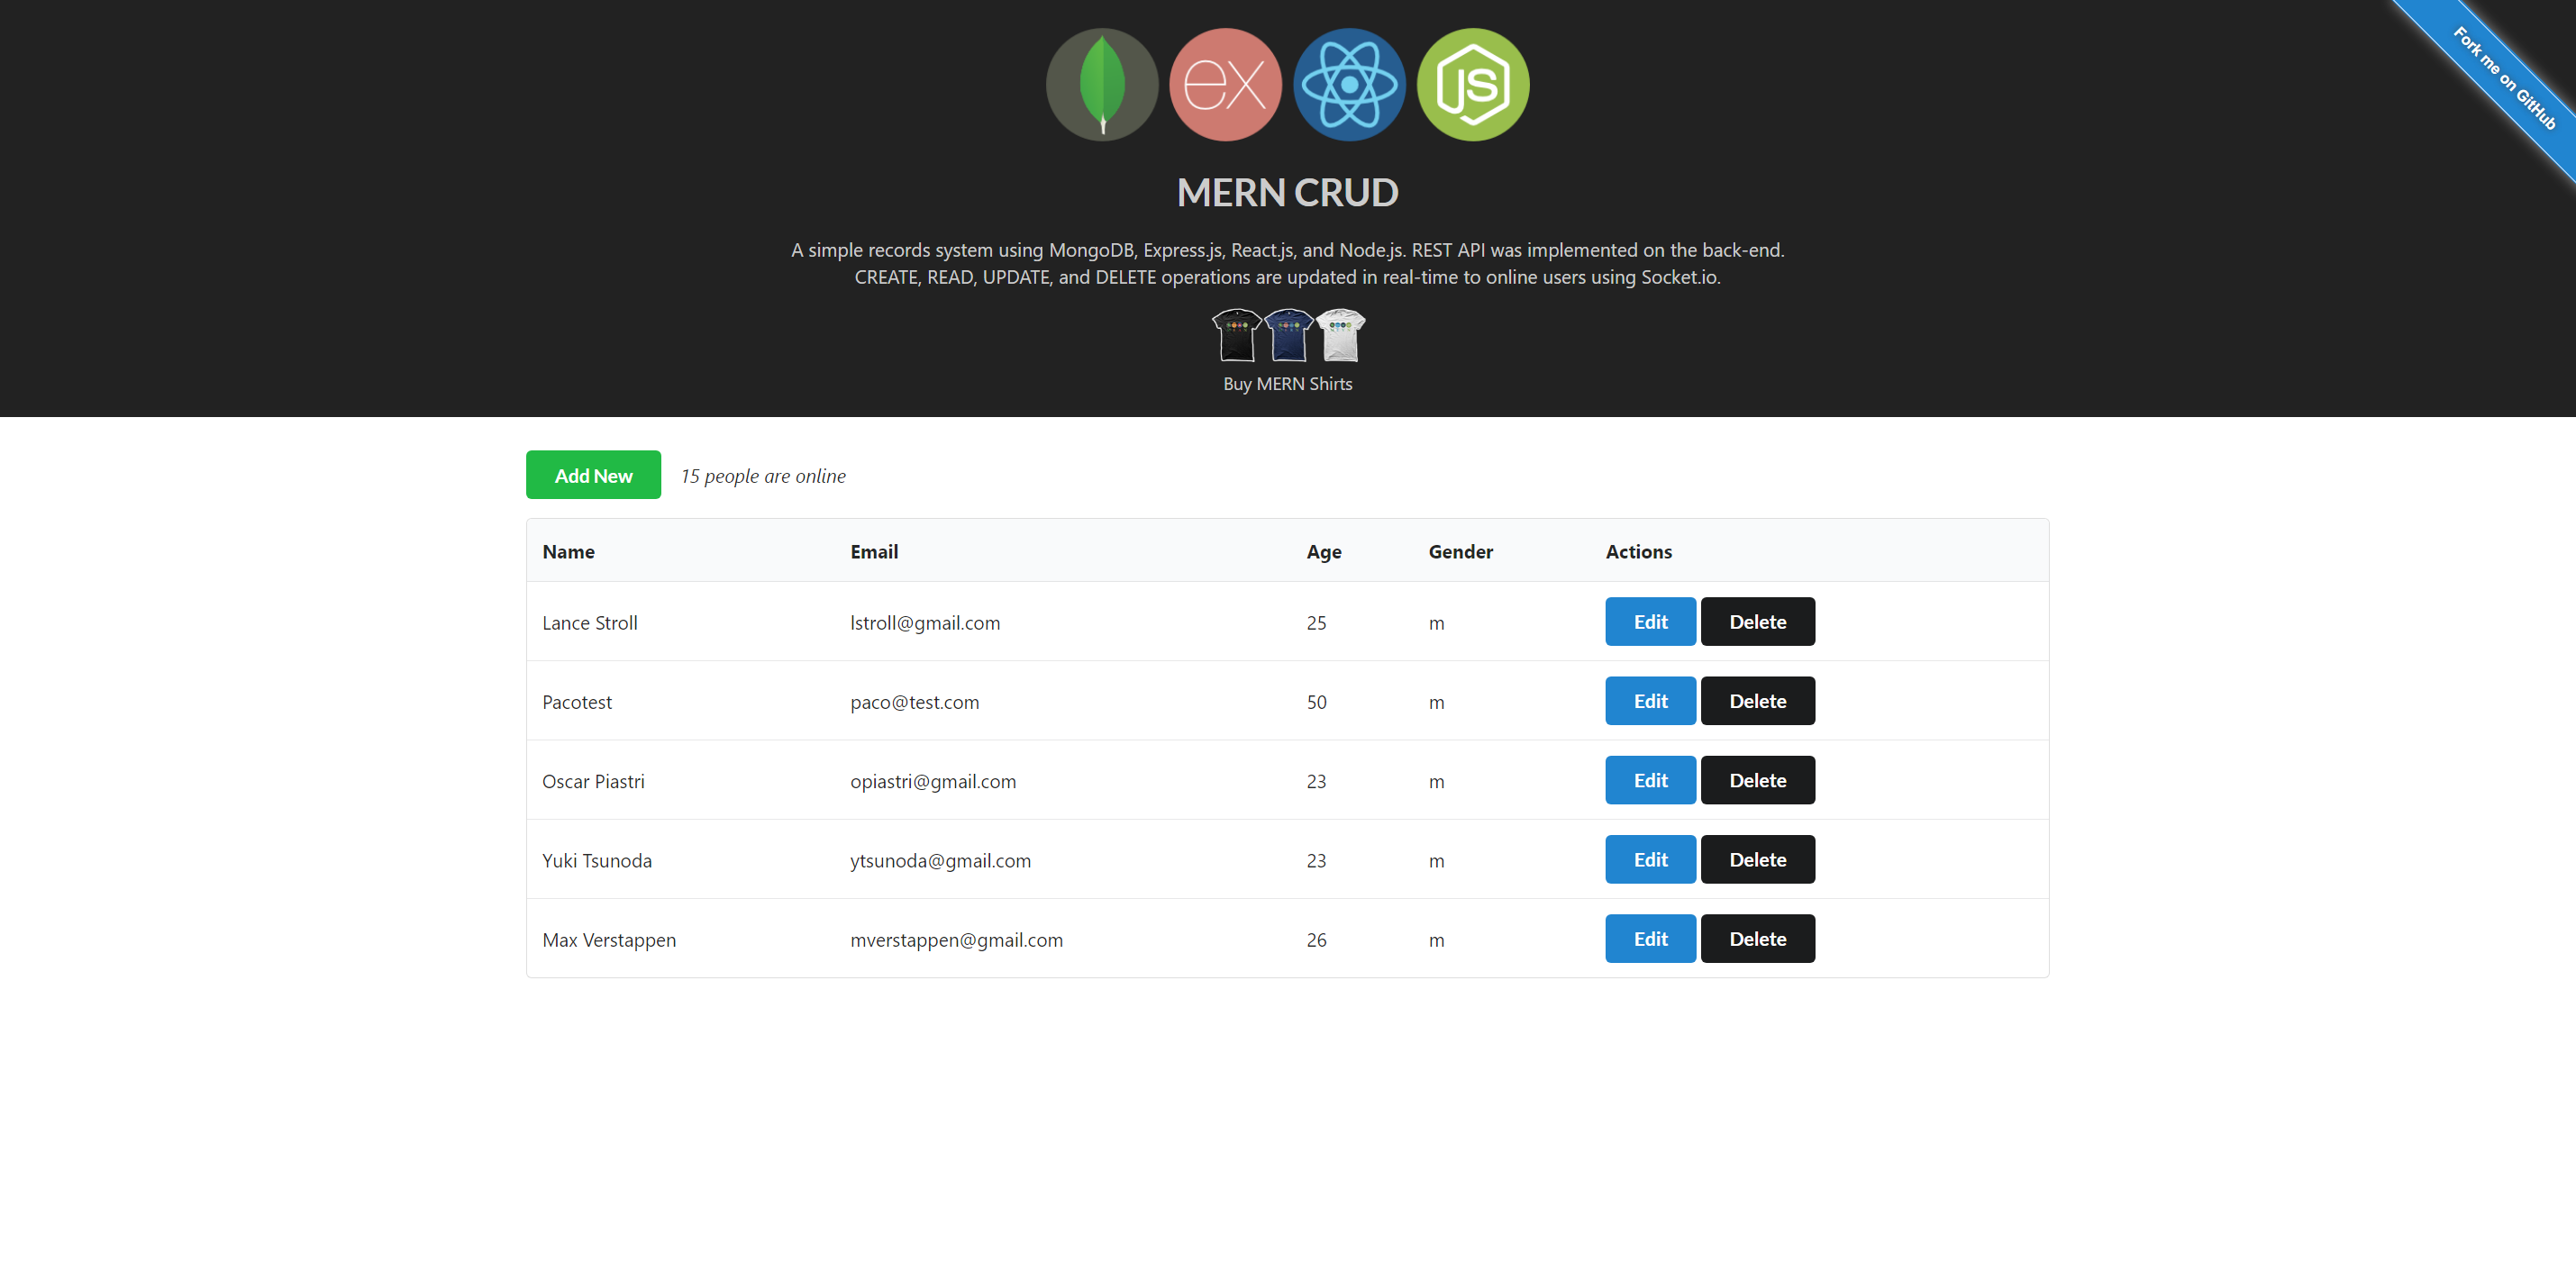 ex
JS
Fork me on GitHub
MERN CRUD
A simple records system using MongoDB, Express.js, React.js, and Node.js. REST API was implemented on the back-end.
CREATE, READ, UPDATE, and DELETE operations are updated in real-time to online users using Socket.io.
Buy MERN Shirts
Add New 15 people are online
Name Email Age Gender Actions
Lance Stroll lstroll@gmail.com 25 m Edit Delete
Pacotest paco@test.com 50 m Edit Delete
Oscar Piastri opiastri@gmail.com 23 m Edit Delete
Yuki Tsunoda ytsunoda@gmail.com 23 m Edit Delete
Max Verstappen mverstappen@gmail.com 26 m Edit Delete